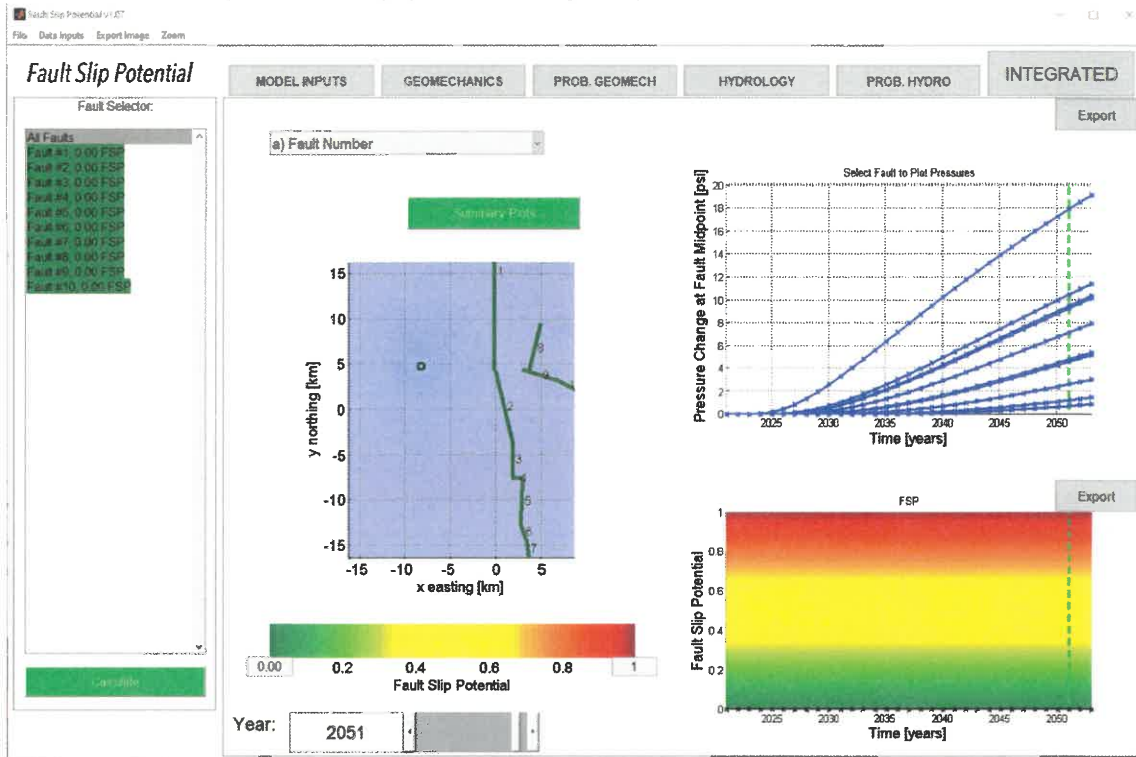 Fault Slip Potential v1.07
File Data Inputs Export Image Zoom
Fault Slip Potential
MODEL INPUTS GEOMECHANICS PROB. GEOMECH HYDROLOGY PROB. HYDRO INTEGRATED
Export
Fault Selector:
All Faults
Fault #1, 0.00 FSP
Fault #2, 0.00 FSP
Fault #3, 0.00 FSP
Fault #4, 0.00 FSP
Fault #5, 0.00 FSP
Fault #6, 0.00 FSP
Fault #7, 0.00 FSP
Fault #8, 0.00 FSP
Fault #9, 0.00 FSP
Fault #10, 0.00 FSP
Calculate
a) Fault Number
Summary Plots
15
10
5
0
-5
-10
-15
y northing [km]
1
8
9
2
3
4
5
6
7
-15 -10 -5 0 5
x easting [km]
0.00 0.2 0.4 0.6 0.8 1
Fault Slip Potential
Year: 2051
Select Fault to Plot Pressures
Pressure Change at Fault Midpoint [psi]
20
18
16
14
12
10
8
6
4
2
0
2025 2030 2035 2040 2045 2050
Time [years]
Export
FSP
Fault Slip Potential
1
0.8
0.6
0.4
0.2
0
2025 2030 2035 2040 2045 2050
Time [years]